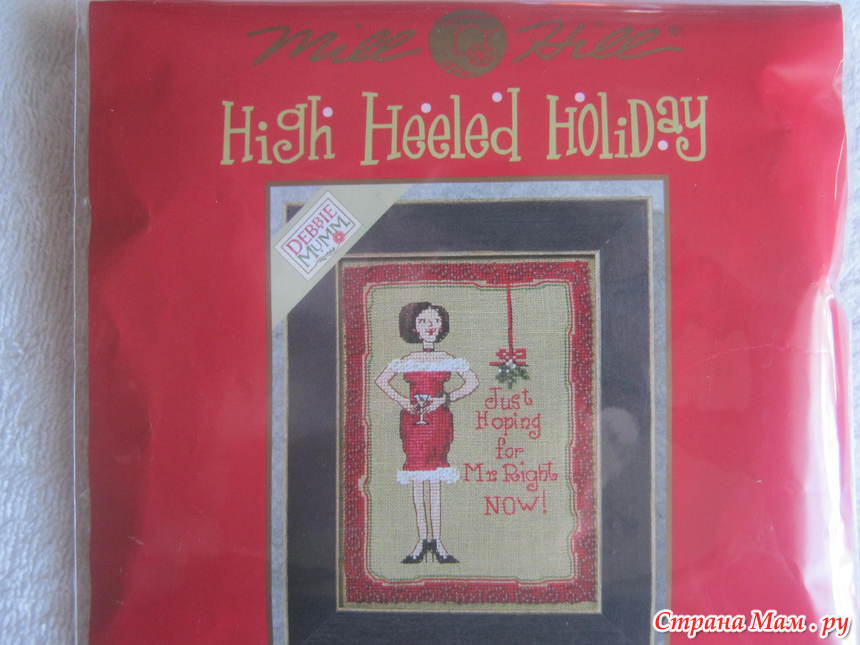 Mill Hill®
High Heeled Holiday
DEBBIE
MUMM
Just
Hoping
for
Mr. Right
NOW!
Страна Мам.ру